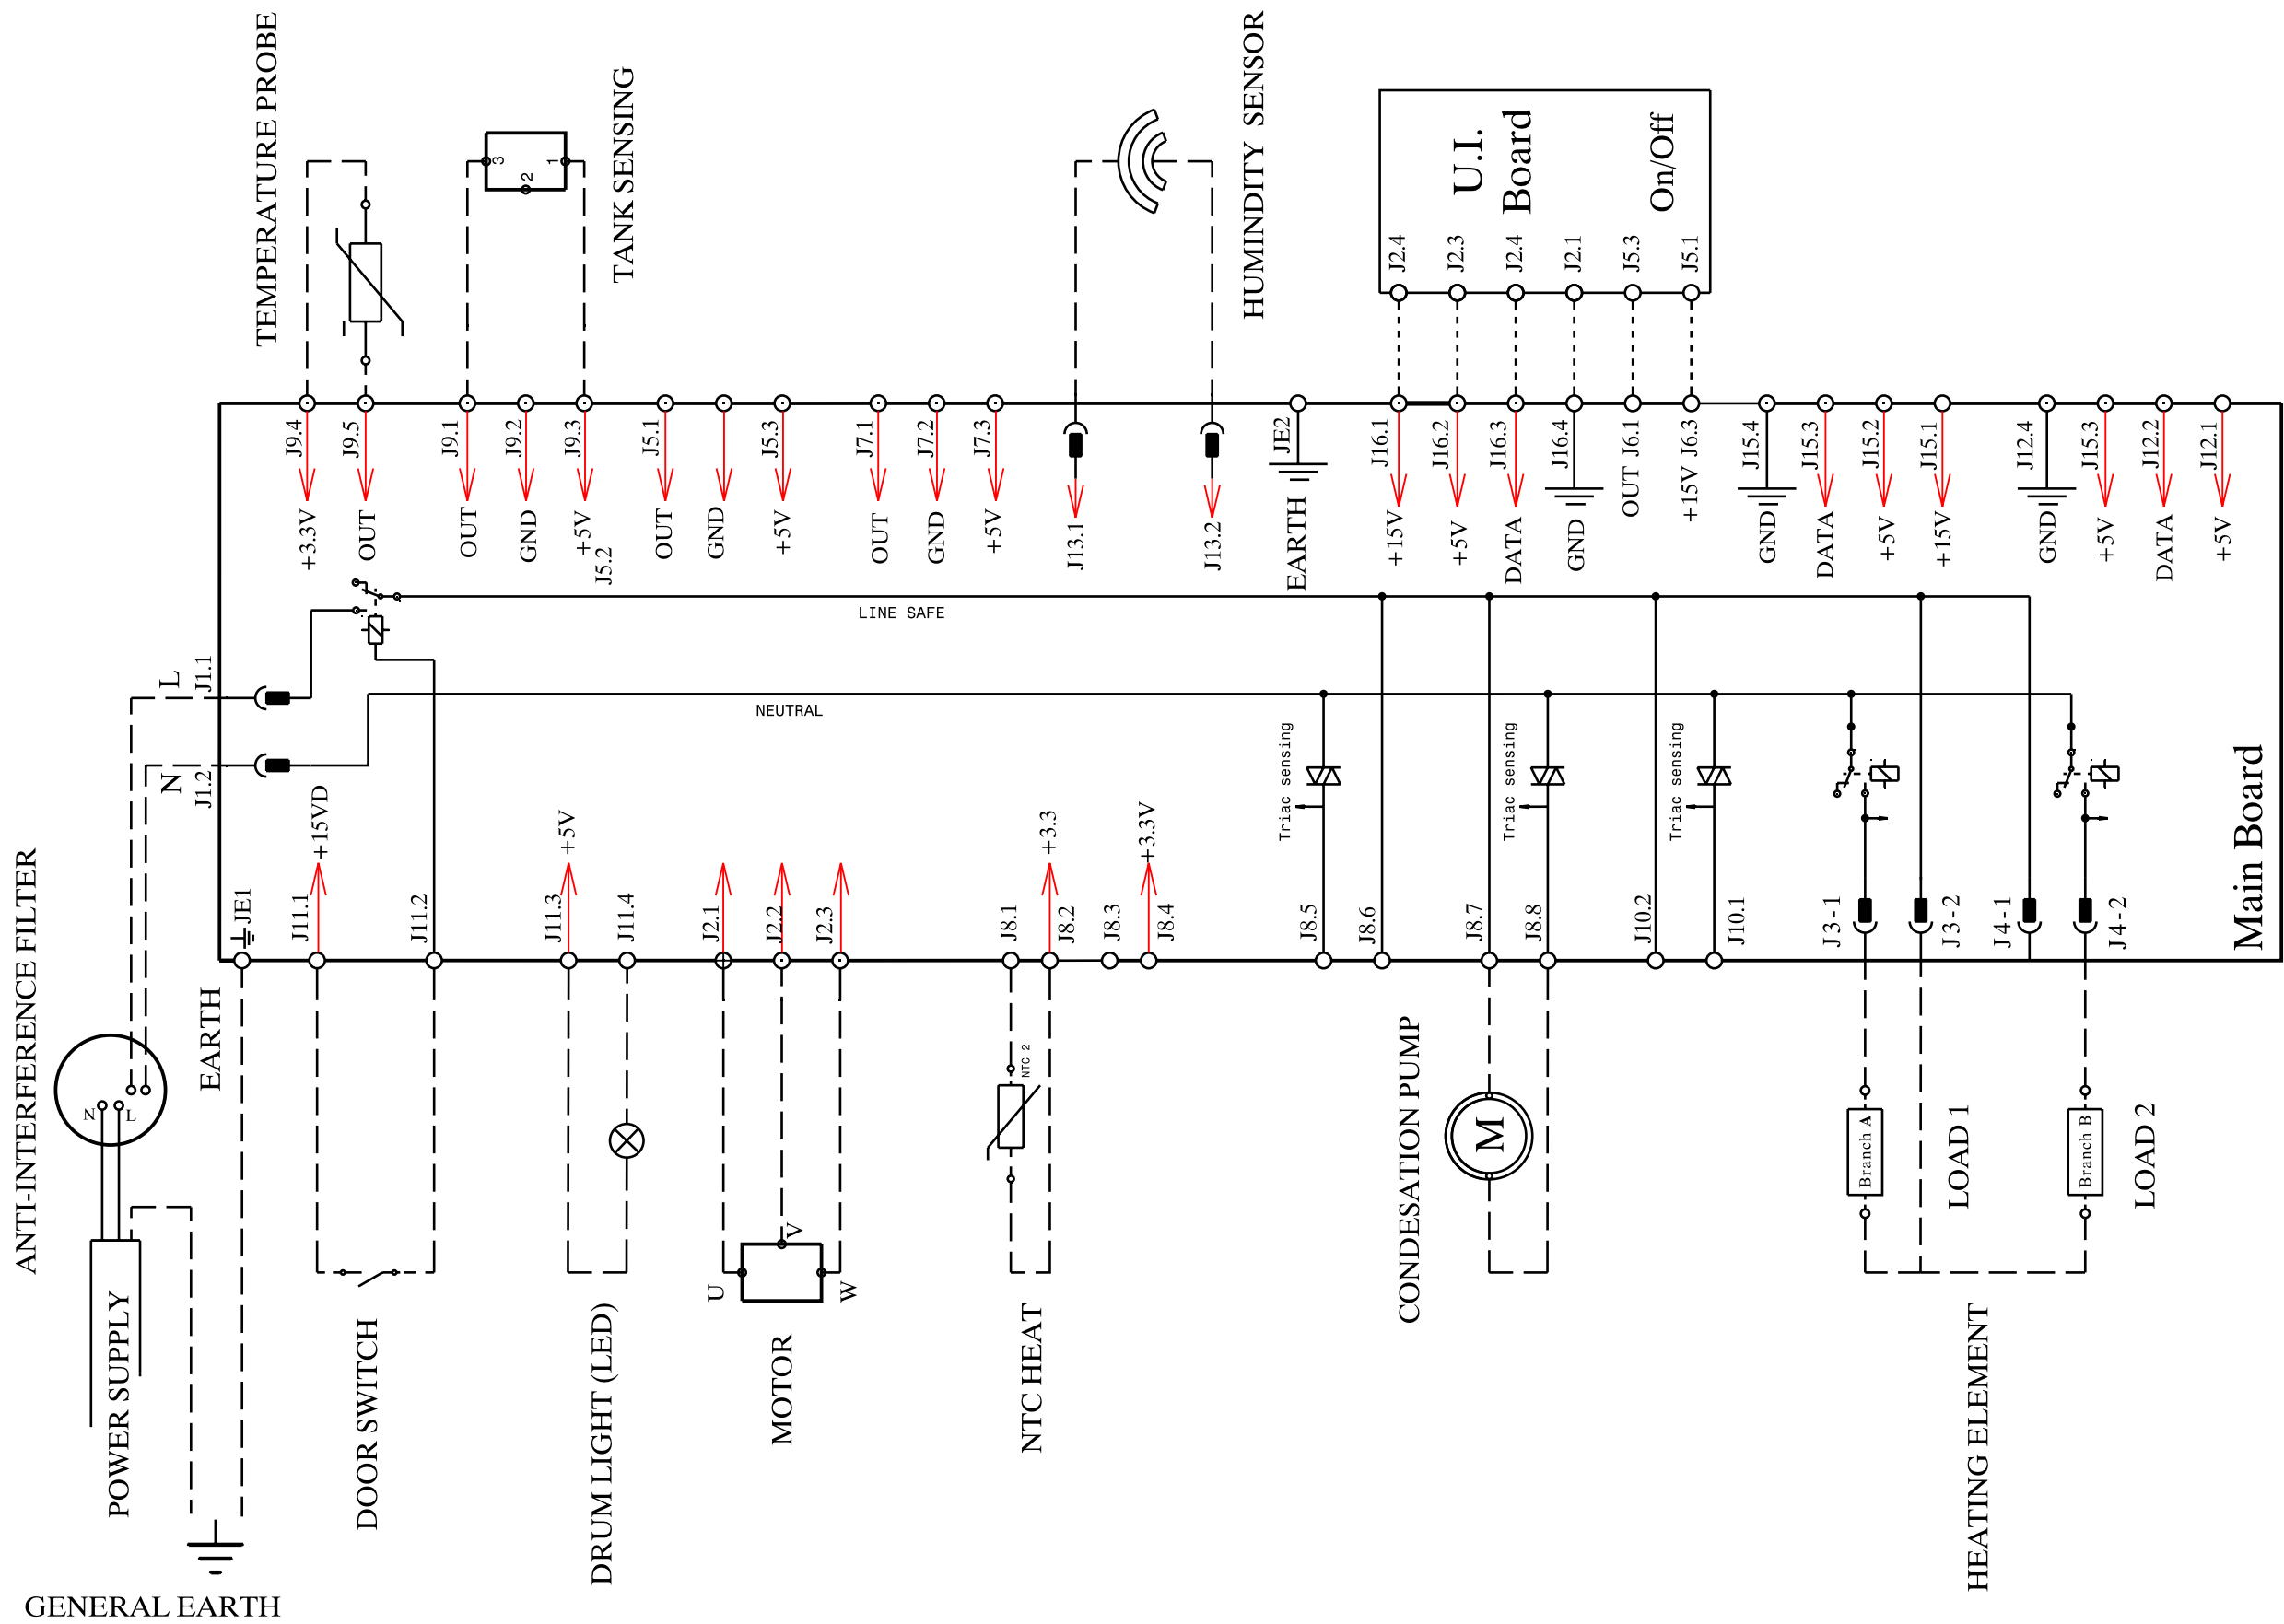 TEMPERATURE PROBE
TANK SENSING
3
2
1
HUMINDITY SENSOR
U.I.
Board
On/Off
J2.4
J2.3
J2.4
J2.1
J5.3
J5.1
J9.4
J9.5
J9.1
J9.2
J9.3
J5.1
J5.3
J7.1
J7.2
J7.3
JE2
J16.1
J16.2
J16.3
J16.4
OUT J6.1
+15V J6.3
J15.4
J15.3
J15.2
J15.1
J12.4
J15.3
J12.2
J12.1
+3.3V
OUT
OUT
GND
+5V
J5.2
OUT
GND
+5V
OUT
GND
+5V
J13.1
J13.2
EARTH
+15V
+5V
DATA
GND
GND
DATA
+5V
+15V
GND
+5V
DATA
+5V
LINE SAFE
L
J1.1
NEUTRAL
N
J1.2
Triac sensing
Triac sensing
Triac sensing
Main Board
+15VD
+5V
+3.3
+3.3V
JE1
J11.1
J11.2
J11.3
J11.4
J2.1
J2.2
J2.3
J8.1
J8.2
J8.3
J8.4
J8.5
J8.6
J8.7
J8.8
J10.2
J10.1
J3-1
J3-2
J4-1
J4-2
ANTI-INTERFERENCE FILTER
EARTH
N
L
NTC 2
CONDESATION PUMP
M
Branch A
LOAD 1
Branch B
LOAD 2
U
V
W
POWER SUPPLY
DOOR SWITCH
DRUM LIGHT (LED)
MOTOR
NTC HEAT
HEATING ELEMENT
GENERAL EARTH